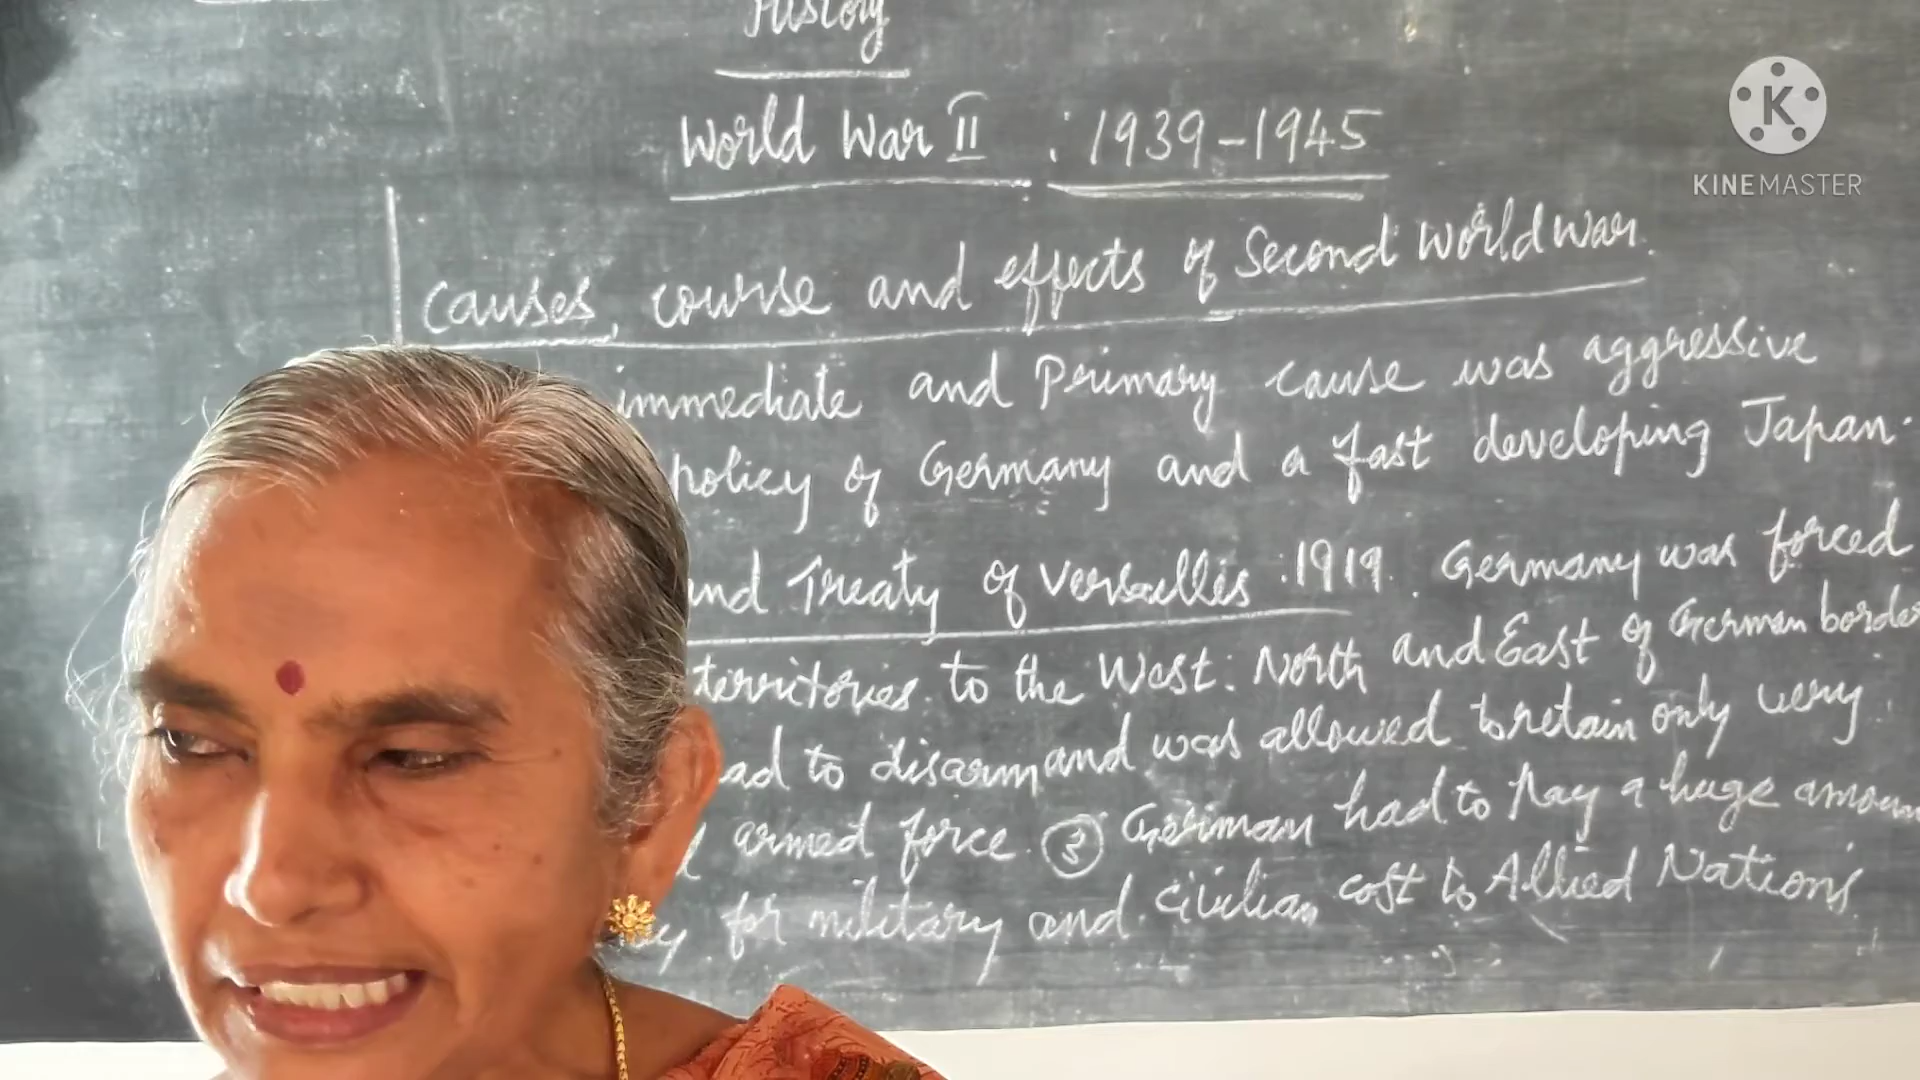 History
World War II : 1939-1945
K
KINEMASTER
Causes, course and effects of Second World War.
immediate and Primary cause was aggressive
policy of Germany and a fast developing Japan.
and Treaty of Versailles : 1919. Germany was forced
territories. to the West: North and East of German border
had to disarm and was allowed to retain only very
armed force. ③ German had to Pay a huge amoun
for military and civilian cost to Allied Nations.